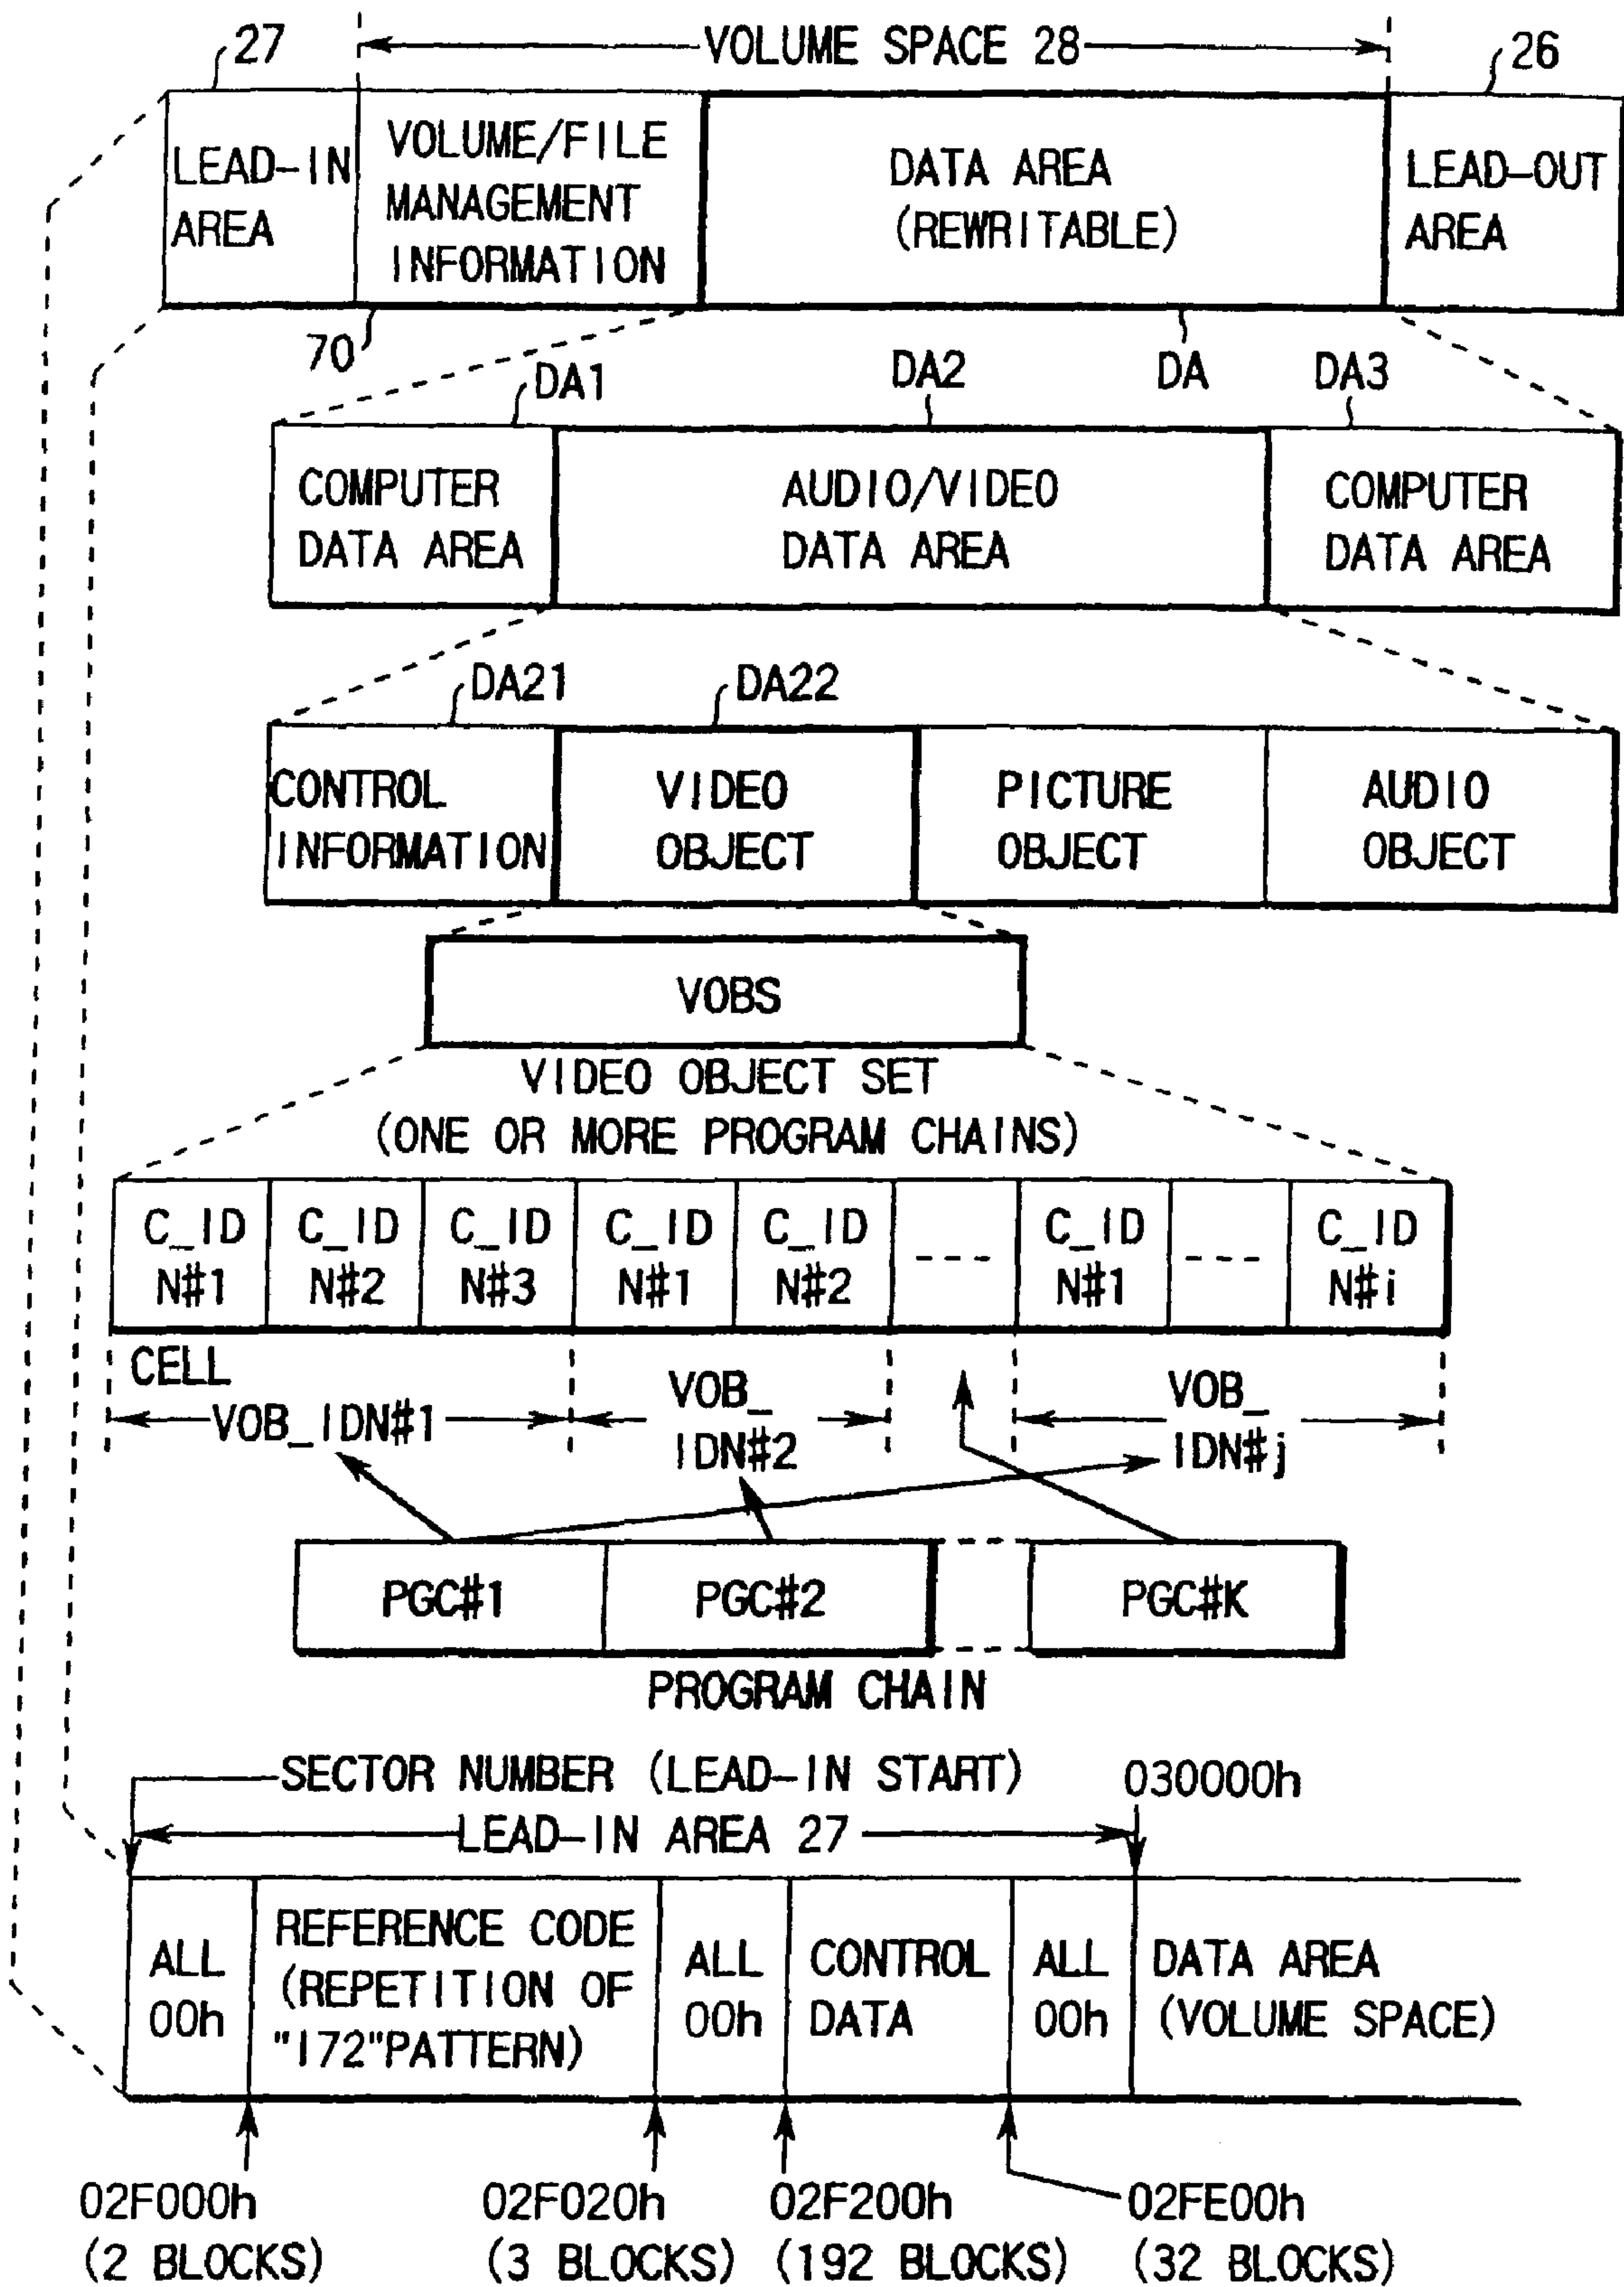 27
VOLUME SPACE 28
26
LEAD-IN
AREA
VOLUME/FILE
MANAGEMENT
INFORMATION
DATA AREA
(REWRITABLE)
LEAD-OUT
AREA
70
DA1
DA2
DA
DA3
COMPUTER
DATA AREA
AUDIO/VIDEO
DATA AREA
COMPUTER
DATA AREA
DA21
DA22
CONTROL
INFORMATION
VIDEO
OBJECT
PICTURE
OBJECT
AUDIO
OBJECT
VOBS
VIDEO OBJECT SET
(ONE OR MORE PROGRAM CHAINS)
C_ID
N#1
C_ID
N#2
C_ID
N#3
C_ID
N#1
C_ID
N#2
----
C_ID
N#1
----
C_ID
N#i
CELL
VOB_IDN#1
VOB_
IDN#2
VOB_
IDN#j
PGC#1
PGC#2
PGC#K
PROGRAM CHAIN
SECTOR NUMBER (LEAD-IN START)
030000h
LEAD-IN AREA 27
ALL
00h
REFERENCE CODE
(REPETITION OF
"172"PATTERN)
ALL
00h
CONTROL
DATA
ALL
00h
DATA AREA
(VOLUME SPACE)
02F000h
(2 BLOCKS)
02F020h
(3 BLOCKS)
02F200h
(192 BLOCKS)
02FE00h
(32 BLOCKS)